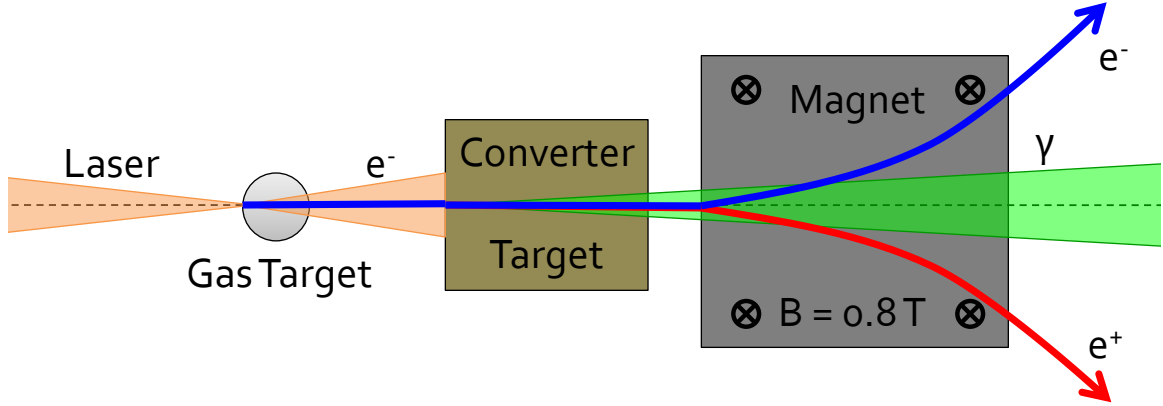 Laser
e-
Gas Target
Converter
Target
Magnet
B = 0.8 T
e-
γ
e+